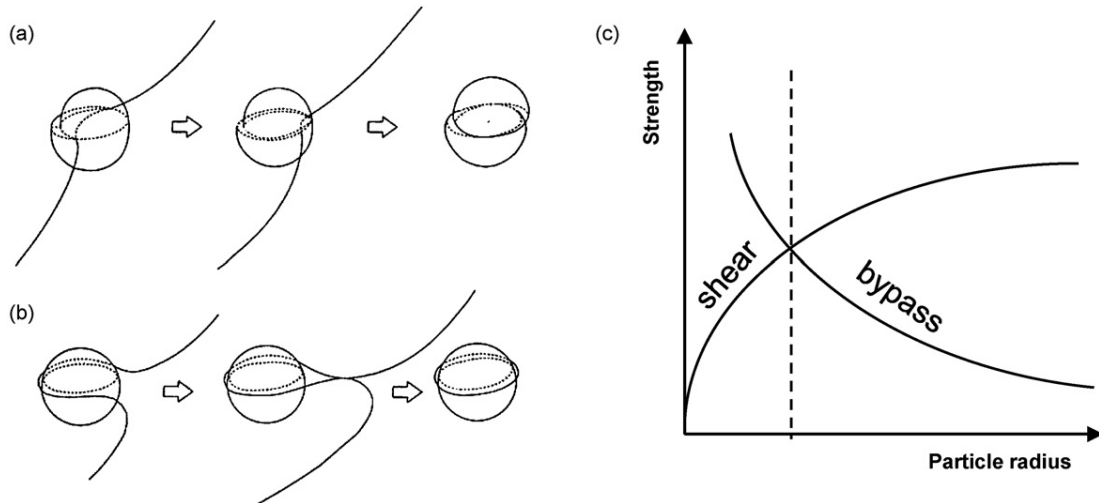 (a)
(b)
(c)
Strength
shear
bypass
Particle radius